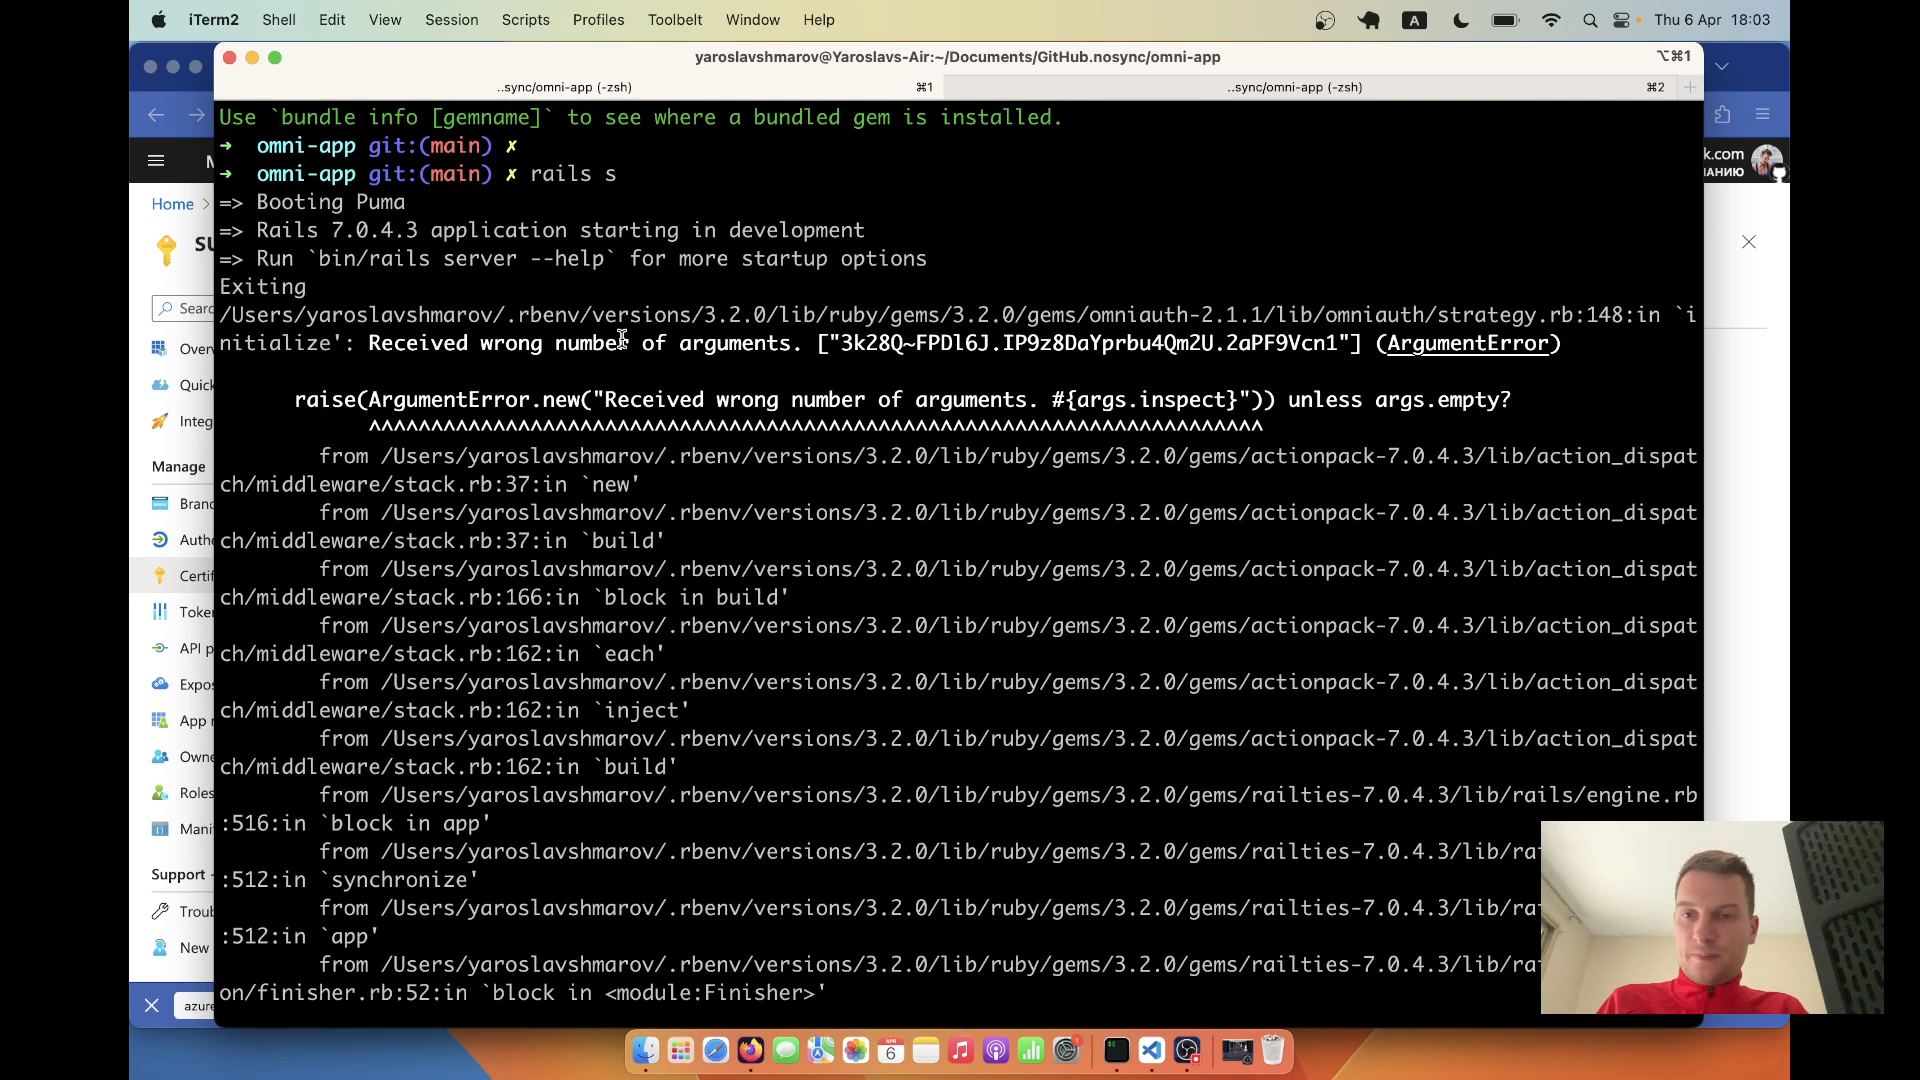 iTerm2 Shell Edit View Session Scripts Profiles Toolbelt Window Help A Thu 6 Apr 18:03
yaroslavshmarov@Yaroslavs-Air:~/Documents/GitHub.nosync/omni-app ⌥⌘1
..sync/omni-app (-zsh) ⌘1 ..sync/omni-app (-zsh) ⌘2
Use `bundle info [gemname]` to see where a bundled gem is installed.
➜ omni-app git:(main) ✗
➜ omni-app git:(main) ✗ rails s
=> Booting Puma
=> Rails 7.0.4.3 application starting in development
=> Run `bin/rails server --help` for more startup options
Exiting
/Users/yaroslavshmarov/.rbenv/versions/3.2.0/lib/ruby/gems/3.2.0/gems/omniauth-2.1.1/lib/omniauth/strategy.rb:148:in `i
nitialize': Received wrong number of arguments. ["3k28Q~FPDl6J.IP9z8DaYprbu4Qm2U.2aPF9Vcn1"] (ArgumentError)
raise(ArgumentError.new("Received wrong number of arguments. #{args.inspect}")) unless args.empty?
^^^^^^^^^^^^^^^^^^^^^^^^^^^^^^^^^^^^^^^^^^^^^^^^^^^^^^^^^^^^^^^^^^^^^^^^
from /Users/yaroslavshmarov/.rbenv/versions/3.2.0/lib/ruby/gems/3.2.0/gems/actionpack-7.0.4.3/lib/action_dispat
ch/middleware/stack.rb:37:in `new'
from /Users/yaroslavshmarov/.rbenv/versions/3.2.0/lib/ruby/gems/3.2.0/gems/actionpack-7.0.4.3/lib/action_dispat
ch/middleware/stack.rb:37:in `build'
from /Users/yaroslavshmarov/.rbenv/versions/3.2.0/lib/ruby/gems/3.2.0/gems/actionpack-7.0.4.3/lib/action_dispat
ch/middleware/stack.rb:166:in `block in build'
from /Users/yaroslavshmarov/.rbenv/versions/3.2.0/lib/ruby/gems/3.2.0/gems/actionpack-7.0.4.3/lib/action_dispat
ch/middleware/stack.rb:162:in `each'
from /Users/yaroslavshmarov/.rbenv/versions/3.2.0/lib/ruby/gems/3.2.0/gems/actionpack-7.0.4.3/lib/action_dispat
ch/middleware/stack.rb:162:in `inject'
from /Users/yaroslavshmarov/.rbenv/versions/3.2.0/lib/ruby/gems/3.2.0/gems/actionpack-7.0.4.3/lib/action_dispat
ch/middleware/stack.rb:162:in `build'
from /Users/yaroslavshmarov/.rbenv/versions/3.2.0/lib/ruby/gems/3.2.0/gems/railties-7.0.4.3/lib/rails/engine.rb
:516:in `block in app'
from /Users/yaroslavshmarov/.rbenv/versions/3.2.0/lib/ruby/gems/3.2.0/gems/railties-7.0.4.3/lib/ra
:512:in `synchronize'
from /Users/yaroslavshmarov/.rbenv/versions/3.2.0/lib/ruby/gems/3.2.0/gems/railties-7.0.4.3/lib/ra
:512:in `app'
from /Users/yaroslavshmarov/.rbenv/versions/3.2.0/lib/ruby/gems/3.2.0/gems/railties-7.0.4.3/lib/ra
on/finisher.rb:52:in `block in <module:Finisher>'
M
Home >
SU
Searc
Overv
Quick
Integ
Manage
Brand
Authe
Certif
Toke
API p
Expos
App r
Owne
Roles
Mani
Support
Troub
New
azure
k.com
АНИЮ
APR
6